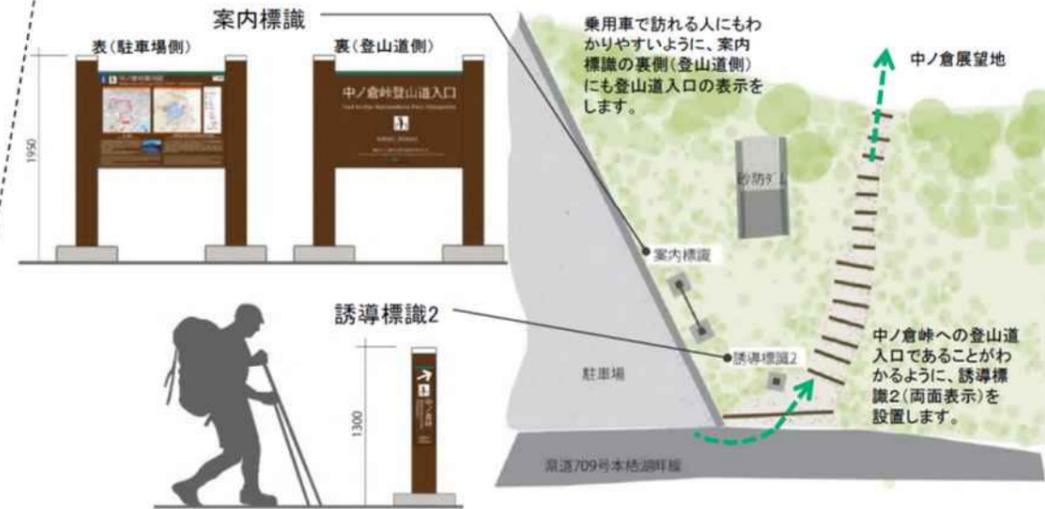 案内標識
表(駐車場側)
裏(登山道側)
1950
中ノ倉峠登山道入口
誘導標識2
1300
中ノ倉峠
乗用車で訪れる人にもわ
かりやすいように、案内
標識の裏側(登山道側)
にも登山道入口の表示を
します。
中ノ倉展望地
砂防ダム
案内標識
誘導標識2
駐車場
中ノ倉峠への登山道
入口であることがわ
かるように、誘導標
識2(両面表示)を
設置します。
県道709号本栖湖畔線